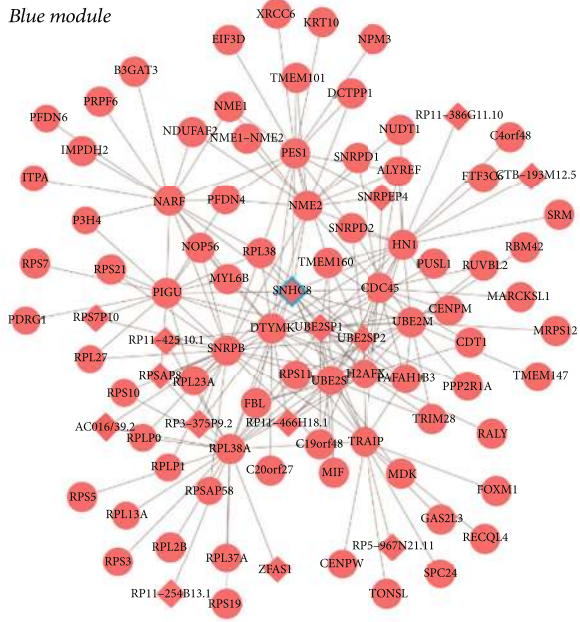 Blue module
XRCC6
KRT10
EIF3D
NPM3
B3GAT3
TMEM101
DCTPP1
PRPF6
NME1
RP11–386G11.10
PFDN6
NDUFAF2
NME1–NME2
NUDT1
C4orf48
IMPDH2
PES1
SNRPD1
ALYREF
ITPA
FTF3C6
CTB–193M12.5
NARF
PFDN4
NME2
SNRPEP4
P3H4
SRM
SNRPD2
NOP56
RPL38
HN1
RBM42
RPS7
RPS21
TMEM160
PUSL1
RUVBL2
MYL6B
PIGU
SNHC8
CDC45
MARCKSL1
CENPM
PDRG1
RPS7P10
DTYMK
UBE2SP1
UBE2M
MRPS12
RP11–425 10.1
UBE2SP2
CDT1
RPL27
SNRPB
RPSAP8
RPL23A
RPS11
UBE2S
H2AFX
PAFAH1B3
TMEM147
RPS10
PPP2R1A
FBL
AC016/39.2
RP3–375P9.2
RP11–466H18.1
TRIM28
RALY
RPLP0
RPL38A
C19orf48
TRAIP
RPLP1
C20orf27
MIF
MDK
RPS5
RPSAP58
FOXM1
RPL13A
GAS2L3
RECQL4
RPS3
RPL2B
RPL37A
ZFAS1
CENPW
RP5–967N21.11
SPC24
RP11–254B13.1
RPS19
TONSL